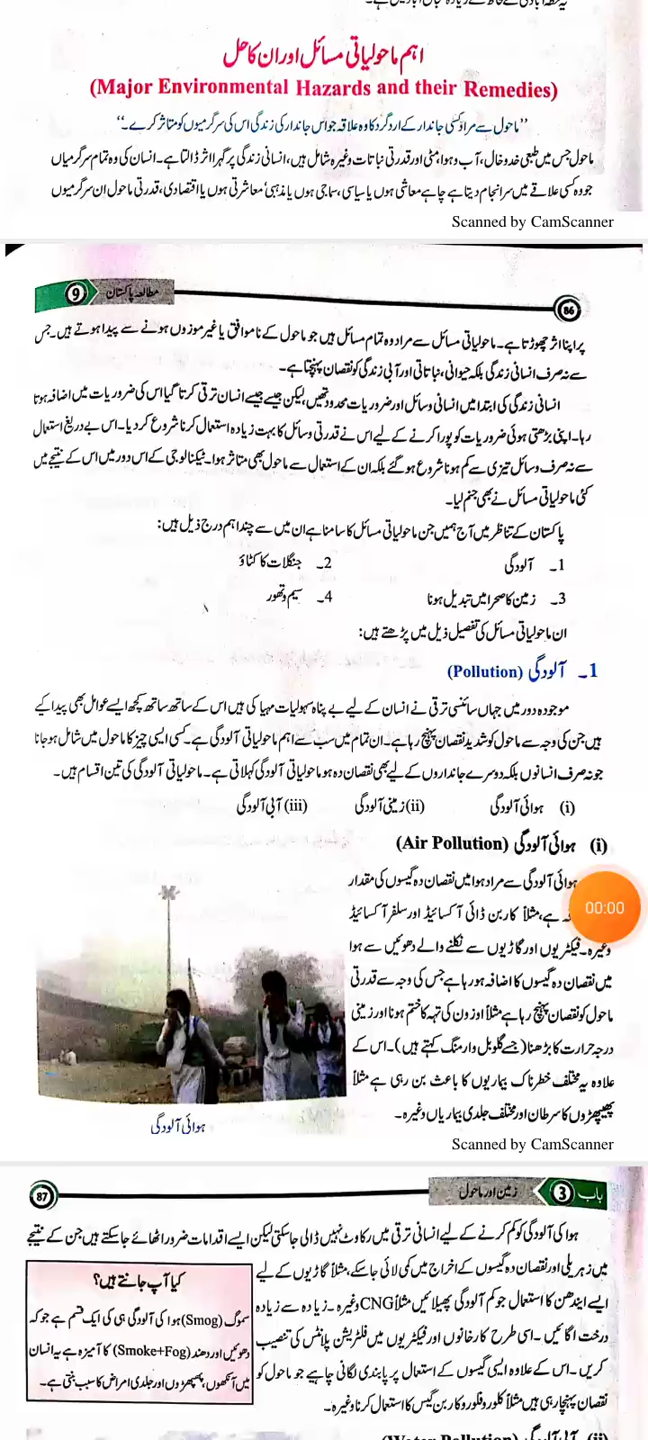 اہم ماحولیاتی مسائل اور ان کا حل
(Major Environmental Hazards and their Remedies)
’’ماحول سے مراد کسی جاندار کے ارد گرد کا وہ علاقہ جو اس جاندار کی زندگی اس کی سرگرمیوں کو متاثر کرے۔‘‘
ماحول جس میں طبعی خدوخال، آب و ہوا، مٹی اور قدرتی نباتات وغیرہ شامل ہیں، انسانی زندگی پر گہرا اثر ڈالتا ہے۔ انسان کی وہ تمام سرگرمیاں
جو وہ کسی علاقے میں سرانجام دیتا ہے چاہے معاشی ہوں یا سیاسی، سماجی ہوں یا مذہبی، معاشرتی ہوں یا اقتصادی، قدرتی ماحول ان سرگرمیوں
Scanned by CamScanner
مطالعہ پاکستان 9
86
پر اپنا اثر چھوڑتا ہے۔ ماحولیاتی مسائل سے مراد وہ تمام مسائل ہیں جو ماحول کے ناموافق یا غیر موزوں ہونے سے پیدا ہوتے ہیں۔ جس
سے نہ صرف انسانی زندگی بلکہ حیوانی، نباتاتی اور آبی زندگی کو نقصان پہنچتا ہے۔
انسانی زندگی کی ابتدا میں انسانی وسائل اور ضروریات محدود تھیں، لیکن جیسے جیسے انسان ترقی کرتا گیا اس کی ضروریات میں اضافہ ہوتا
رہا۔ اپنی بڑھتی ہوئی ضروریات کو پورا کرنے کے لیے اس نے قدرتی وسائل کا بہت زیادہ استعمال کرنا شروع کر دیا۔ اس بے دریغ استعمال
سے نہ صرف وسائل تیزی سے کم ہونا شروع ہو گئے بلکہ ان کے استعمال سے ماحول بھی متاثر ہوا۔ ٹیکنالوجی کے اس دور میں اس کے نتیجے میں
کئی ماحولیاتی مسائل نے بھی جنم لیا۔
پاکستان کے تناظر میں آج ہمیں جن ماحولیاتی مسائل کا سامنا ہے ان میں سے چند اہم درج ذیل ہیں:
1۔ آلودگی 2۔ جنگلات کا کٹاؤ
3۔ زمین کا صحرا میں تبدیل ہونا 4۔ سیم و تھور
ان ماحولیاتی مسائل کی تفصیل ذیل میں پڑھتے ہیں:
1۔ آلودگی (Pollution)
موجودہ دور میں جہاں سائنسی ترقی نے انسان کے لیے بے پناہ سہولیات مہیا کی ہیں اس کے ساتھ ساتھ کچھ ایسے عوامل بھی پیدا کیے
ہیں جن کی وجہ سے ماحول کو شدید نقصان پہنچ رہا ہے۔ ان تمام میں سب سے اہم ماحولیاتی آلودگی ہے۔ کسی ایسی چیز کا ماحول میں شامل ہو جانا
جو نہ صرف انسانوں بلکہ دوسرے جانداروں کے لیے بھی نقصان دہ ہو ماحولیاتی آلودگی کہلاتی ہے۔ ماحولیاتی آلودگی کی تین اقسام ہیں۔
(i) ہوائی آلودگی (ii) زمینی آلودگی (iii) آبی آلودگی
(i) ہوائی آلودگی (Air Pollution)
ہوائی آلودگی سے مراد ہوا میں نقصان دہ گیسوں کی مقدار
ہے، مثلاً کاربن ڈائی آکسائیڈ اور سلفر آکسائیڈ
00:00
وغیرہ۔ فیکٹریوں اور گاڑیوں سے نکلنے والے دھوئیں سے ہوا
میں نقصان دہ گیسوں کا اضافہ ہو رہا ہے جس کی وجہ سے قدرتی
ماحول کو نقصان پہنچ رہا ہے مثلاً اوزون کی تہہ کا ختم ہونا اور زمینی
درجہ حرارت کا بڑھنا (جسے گلوبل وارمنگ کہتے ہیں)۔ اس کے
علاوہ یہ مختلف خطرناک بیماریوں کا باعث بن رہی ہے مثلاً
پھیپھڑوں کا سرطان اور مختلف جلدی بیماریاں وغیرہ۔
ہوائی آلودگی
Scanned by CamScanner
باب 3 زمین اور ماحول
87
ہوا کی آلودگی کو کم کرنے کے لیے انسانی ترقی میں رکاوٹ نہیں ڈالی جا سکتی لیکن ایسے اقدامات ضرور اٹھائے جا سکتے ہیں جن کے نتیجے
میں زہریلی اور نقصان دہ گیسوں کے اخراج میں کمی لائی جا سکے، مثلاً گاڑیوں کے لیے
ایسے ایندھن کا استعمال جو کم آلودگی پھیلائیں مثلاً CNG وغیرہ۔ زیادہ سے زیادہ
درخت اگائیں۔ اسی طرح کارخانوں اور فیکٹریوں میں فلٹریشن پلانٹس کی تنصیب
کریں۔ اس کے علاوہ ایسی گیسوں کے استعمال پر پابندی لگانی چاہیے جو ماحول کو
نقصان پہنچا رہی ہیں مثلاً کلوروفلوروکاربن گیس کا استعمال کرنا وغیرہ۔
کیا آپ جانتے ہیں؟
سموگ (Smog) ہوا کی آلودگی ہی کی ایک قسم ہے جو کہ
دھوئیں اور دھند (Smoke+Fog) کا آمیزہ ہے یہ انسان
میں آنکھوں، پھیپھڑوں اور جلدی امراض کا سبب بنتی ہے۔
(ii) آبی آلودگی (Water Pollution)